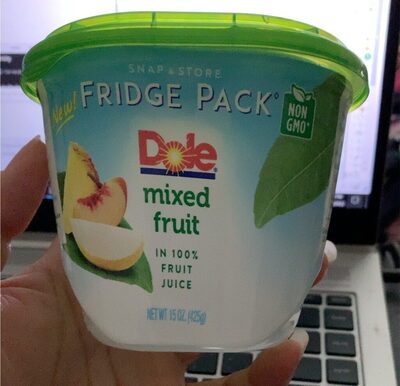 SNAP & STORE
New!
FRIDGE PACK
NON
GMO
Dole
mixed
fruit
IN 100%
FRUIT
JUICE
NET WT 15 OZ. (425g)